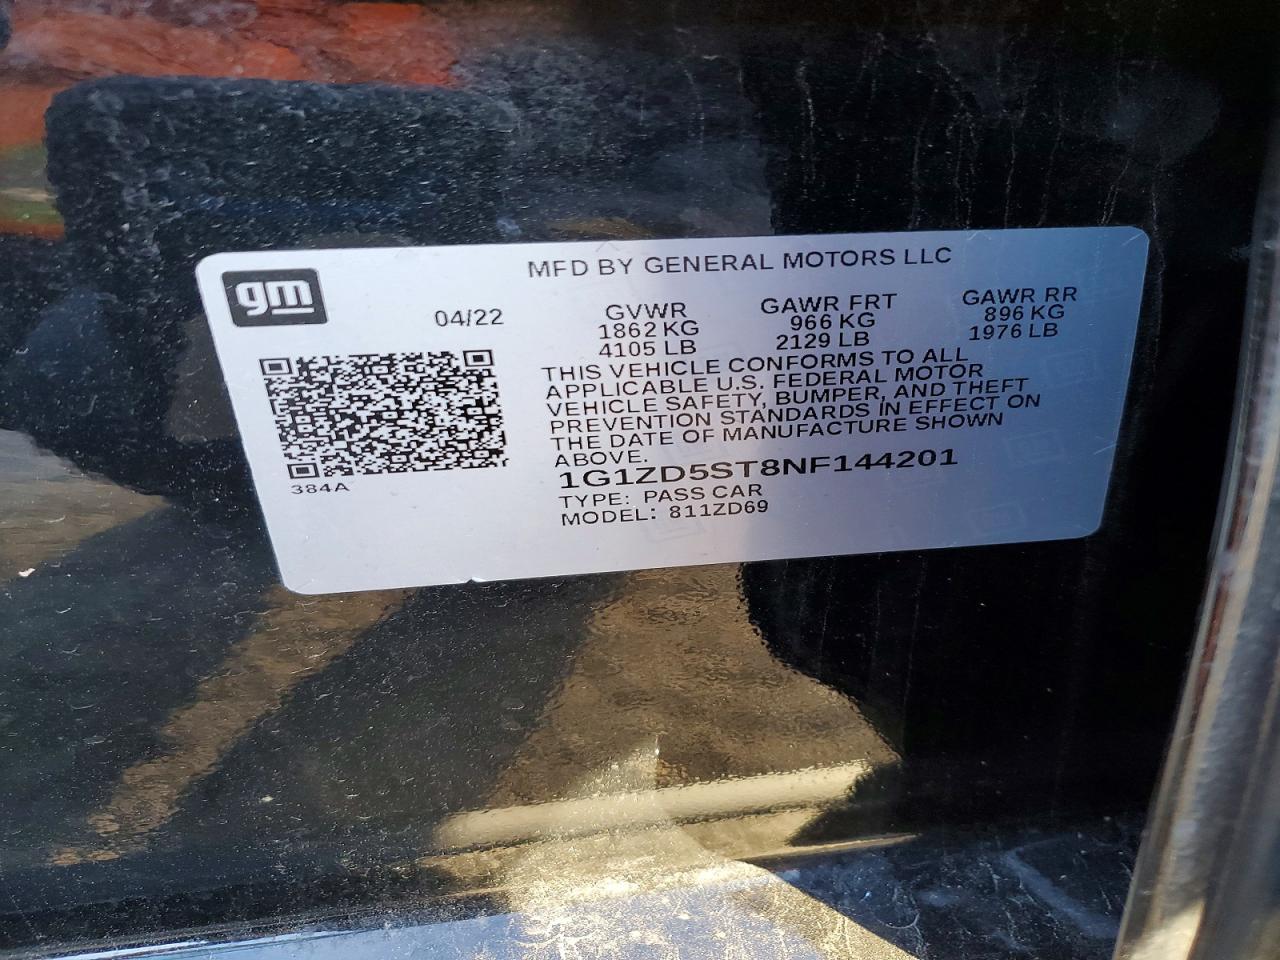 MFD BY GENERAL MOTORS LLC
gm
04/22
GVWR
1862 KG
4105 LB
GAWR FRT
966 KG
2129 LB
GAWR RR
896 KG
1976 LB
THIS VEHICLE CONFORMS TO ALL
APPLICABLE U.S. FEDERAL MOTOR
VEHICLE SAFETY, BUMPER, AND THEFT
PREVENTION STANDARDS IN EFFECT ON
THE DATE OF MANUFACTURE SHOWN
ABOVE.
384A
1G1ZD5ST8NF144201
TYPE: PASS CAR
MODEL: 811ZD69